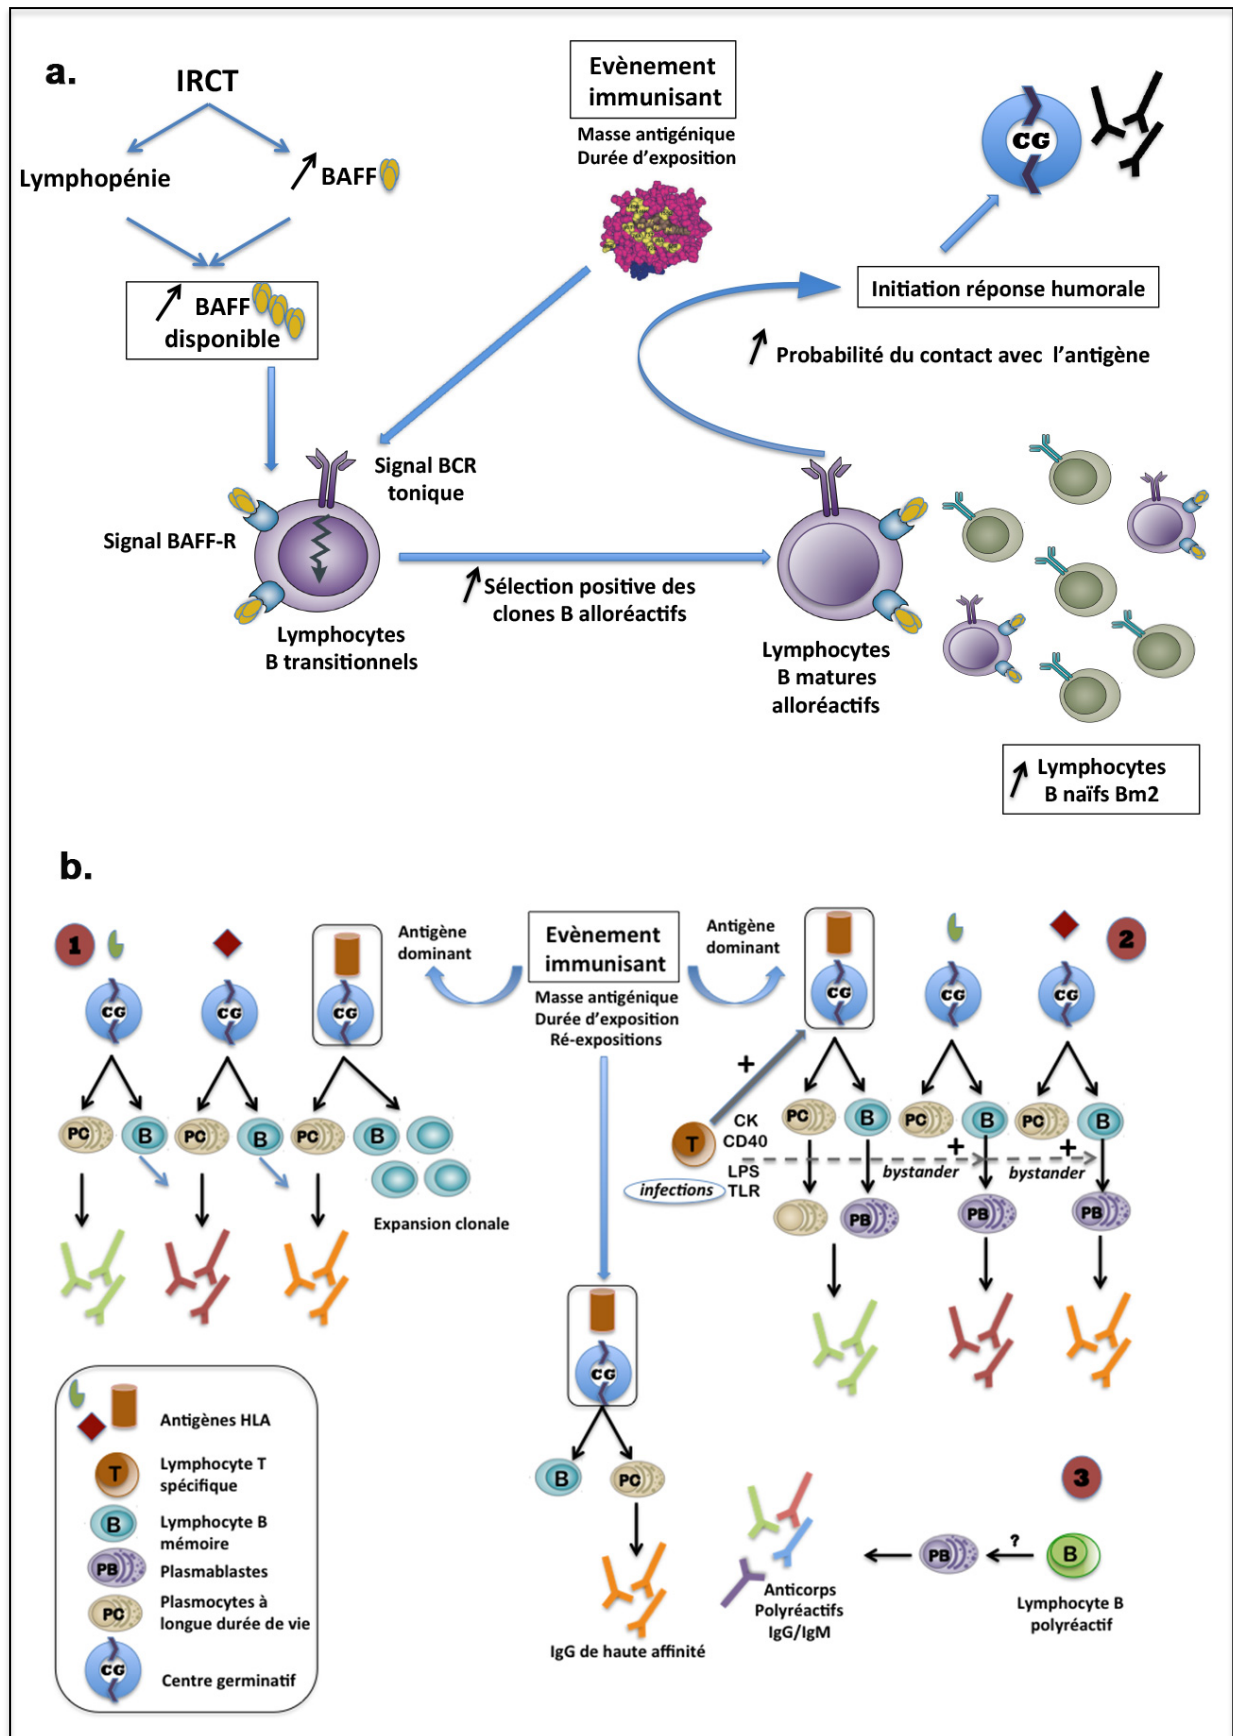 a.
IRCT
Lymphopénie
BAFF
BAFF
disponible
Evènement
immunisant
Masse antigénique
Durée d'exposition
CG
Initiation réponse humorale
Probabilité du contact avec l'antigène
Signal BCR
tonique
Signal BAFF-R
Sélection positive des
clones B alloréactifs
Lymphocytes
B transitionnels
Lymphocytes
B matures
alloréactifs
Lymphocytes
B naïfs Bm2
b.
1
CG
CG
CG
Antigène
dominant
Evènement
immunisant
Masse antigénique
Durée d'exposition
Ré-expositions
Antigène
dominant
CG
CG
CG
2
PC
B
PC
B
PC
B
Expansion clonale
+
T
CK
CD40
LPS
TLR
infections
PC
B
PC
B
PC
B
+
+
bystander
bystander
PB
PB
PB
CG
B
PC
IgG de haute affinité
3
B
?
PB
Lymphocyte B
polyréactif
Anticorps
Polyréactifs
IgG/IgM
Antigènes HLA
T
Lymphocyte T
spécifique
B
Lymphocyte B
mémoire
PB
Plasmablastes
PC
Plasmocytes à
longue durée de vie
CG
Centre germinatif